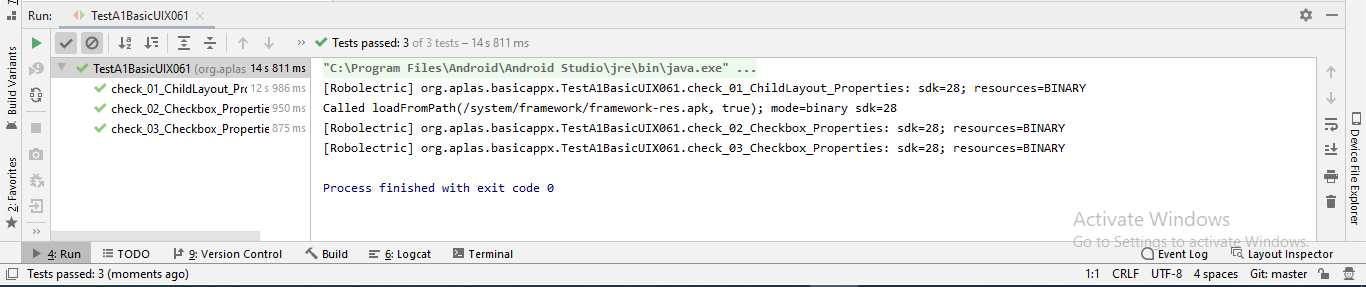 Run: TestA1BasicUIX061
Tests passed: 3 of 3 tests – 14 s 811 ms
TestA1BasicUIX061 (org.aplas. 14 s 811 ms
check_01_ChildLayout_Pro 12 s 986 ms
check_02_Checkbox_Propertie 950 ms
check_03_Checkbox_Propertie 875 ms
"C:\Program Files\Android\Android Studio\jre\bin\java.exe" ...
[Robolectric] org.aplas.basicappx.TestA1BasicUIX061.check_01_ChildLayout_Properties: sdk=28; resources=BINARY
Called loadFromPath(/system/framework/framework-res.apk, true); mode=binary sdk=28
[Robolectric] org.aplas.basicappx.TestA1BasicUIX061.check_02_Checkbox_Properties: sdk=28; resources=BINARY
[Robolectric] org.aplas.basicappx.TestA1BasicUIX061.check_03_Checkbox_Properties: sdk=28; resources=BINARY
Process finished with exit code 0
Build Variants
2: Favorites
Device File Explorer
Activate Windows
Go to Settings to activate Windows.
4: Run TODO 9: Version Control Build 6: Logcat Terminal Event Log Layout Inspector
Tests passed: 3 (moments ago) 1:1 CRLF UTF-8 4 spaces Git: master